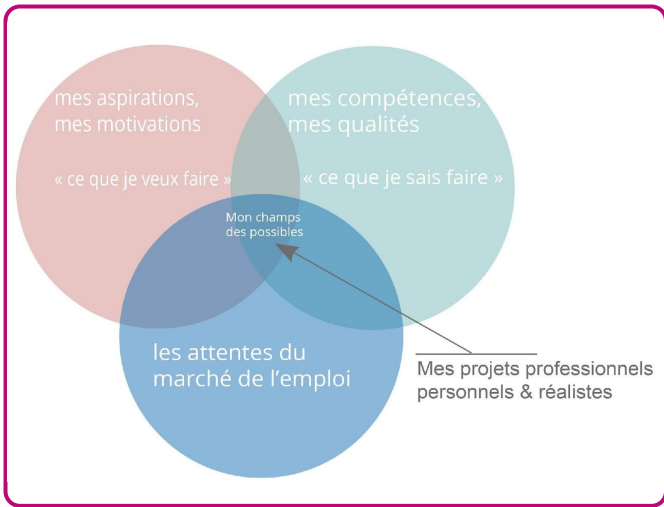 mes aspirations,
mes motivations
« ce que je veux faire »
mes compétences,
mes qualités
« ce que je sais faire »
Mon champs
des possibles
les attentes du
marché de l'emploi
Mes projets professionnels
personnels & réalistes